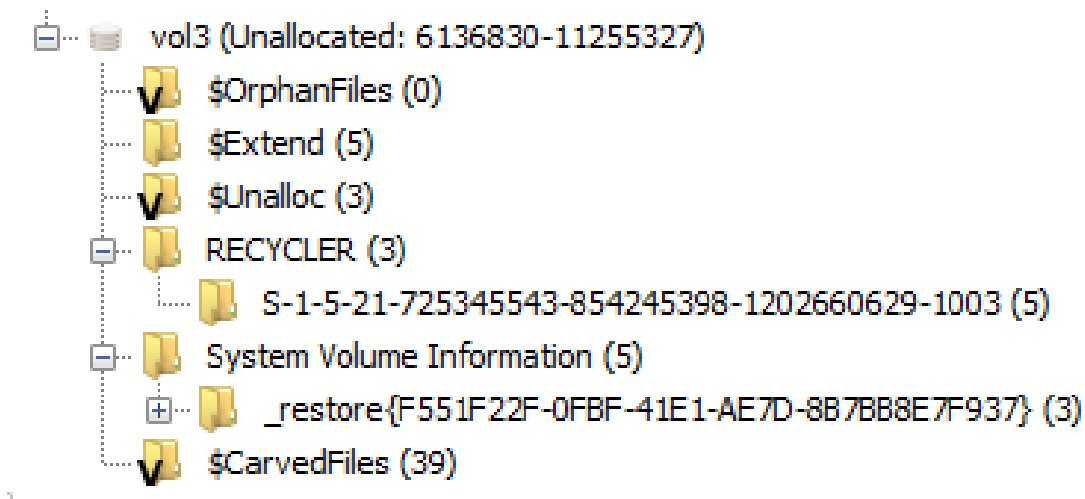 vol3 (Unallocated: 6136830-11255327)
V $OrphanFiles (0)
$Extend (5)
V $Unalloc (3)
RECYCLER (3)
S-1-5-21-725345543-854245398-1202660629-1003 (5)
System Volume Information (5)
_restore{F551F22F-0FBF-41E1-AE7D-8B7BB8E7F937} (3)
V $CarvedFiles (39)